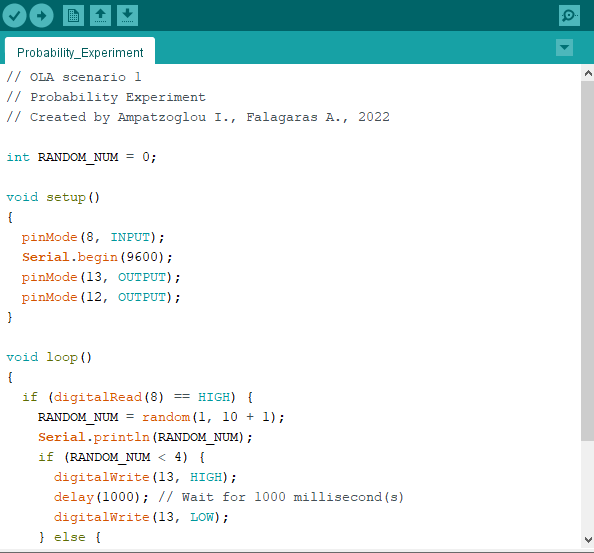 Probability_Experiment
// OLA scenario 1
// Probability Experiment
// Created by Ampatzoglou I., Falagaras A., 2022
int RANDOM_NUM = 0;
void setup()
{
pinMode(8, INPUT);
Serial.begin(9600);
pinMode(13, OUTPUT);
pinMode(12, OUTPUT);
}
void loop()
{
if (digitalRead(8) == HIGH) {
RANDOM_NUM = random(1, 10 + 1);
Serial.println(RANDOM_NUM);
if (RANDOM_NUM < 4) {
digitalWrite(13, HIGH);
delay(1000); // Wait for 1000 millisecond(s)
digitalWrite(13, LOW);
} else {